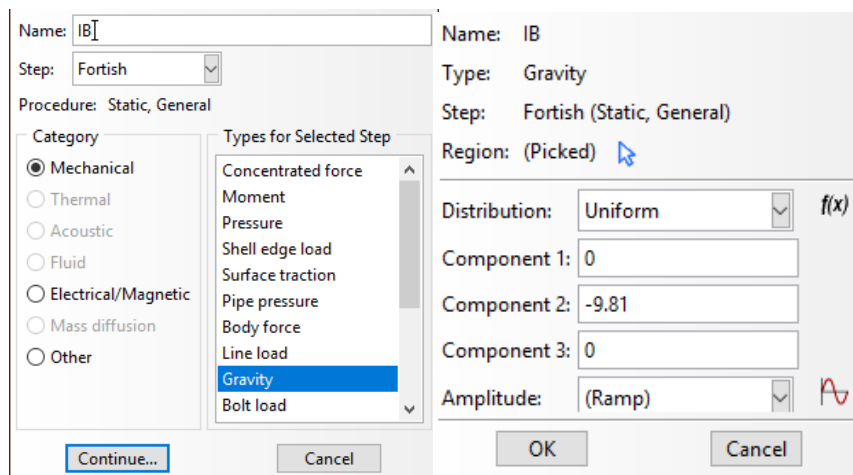 Name: IB
Step: Fortish
Procedure: Static, General
Category
Mechanical
Thermal
Acoustic
Fluid
Electrical/Magnetic
Mass diffusion
Other
Types for Selected Step
Concentrated force
Moment
Pressure
Shell edge load
Surface traction
Pipe pressure
Body force
Line load
Gravity
Bolt load
Continue...
Cancel
Name: IB
Type: Gravity
Step: Fortish (Static, General)
Region: (Picked)
Distribution: Uniform f(x)
Component 1: 0
Component 2: -9.81
Component 3: 0
Amplitude: (Ramp)
OK
Cancel